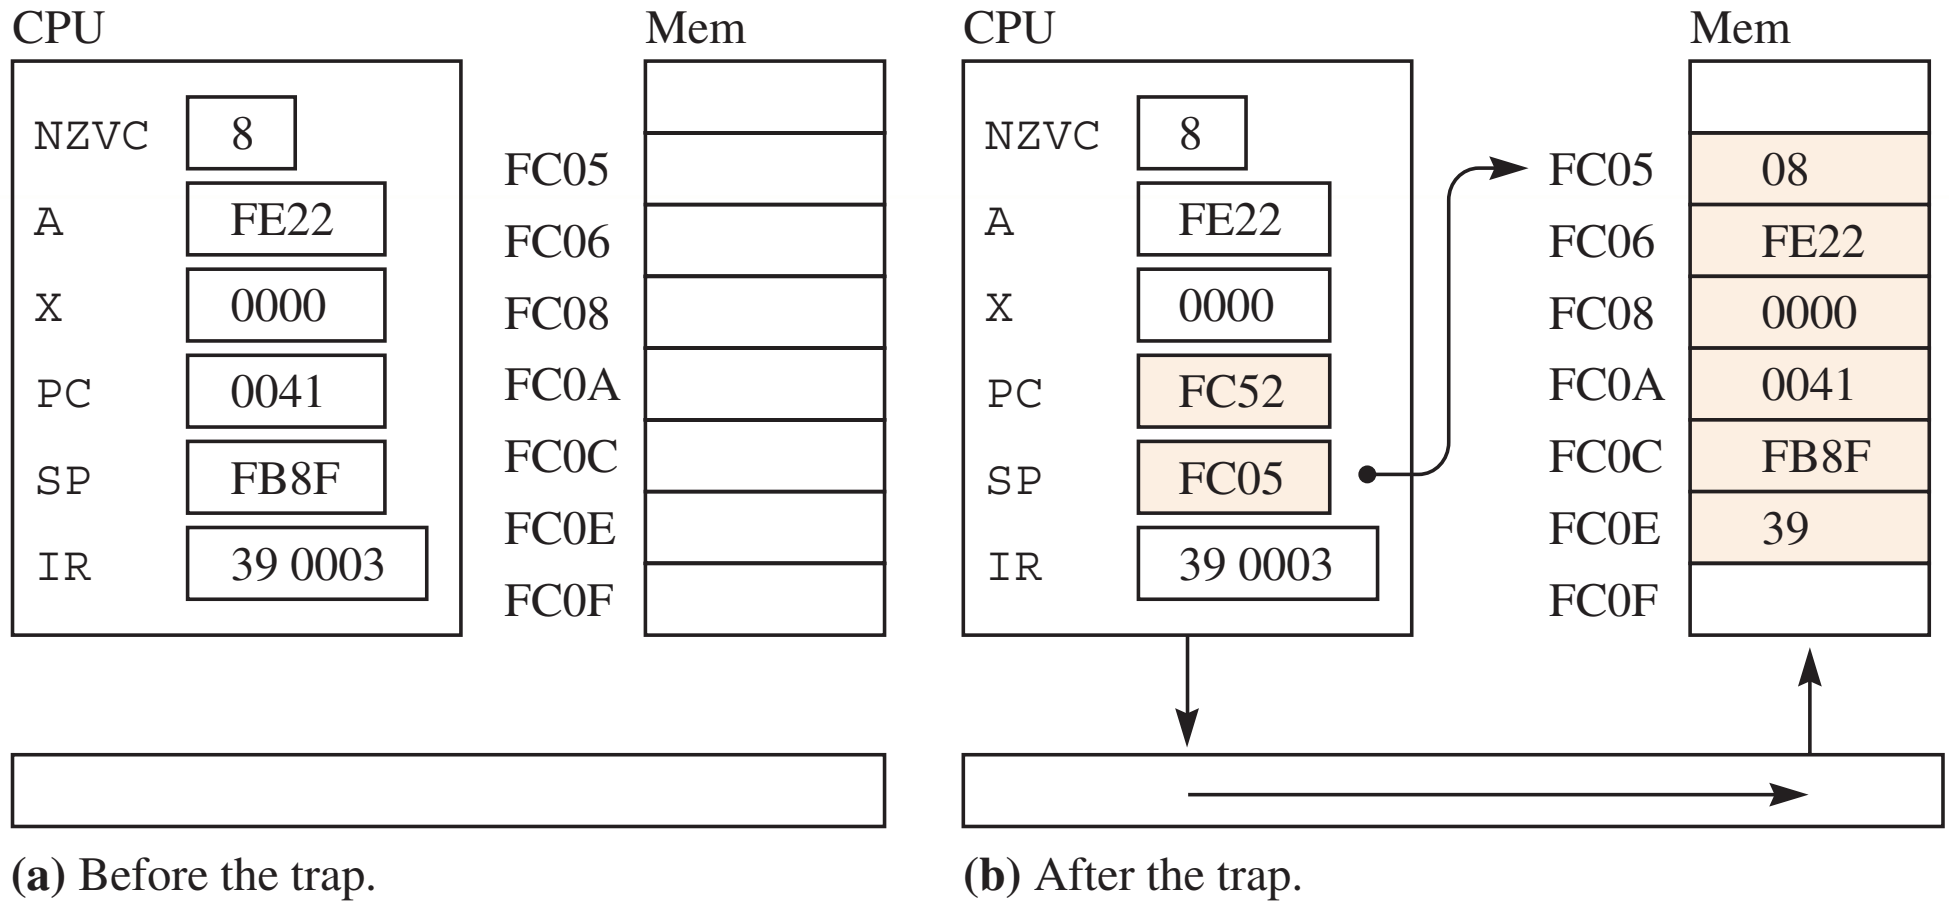 CPU Mem
NZVC 8
FC05
A FE22
FC06
X 0000
FC08
PC 0041
FC0A
SP FB8F
FC0C
FC0E
IR 39 0003
FC0F
(a) Before the trap.
CPU Mem
NZVC 8
FC05 08
A FE22
FC06 FE22
X 0000
FC08 0000
PC FC52
FC0A 0041
SP FC05
FC0C FB8F
FC0E 39
IR 39 0003
FC0F
(b) After the trap.